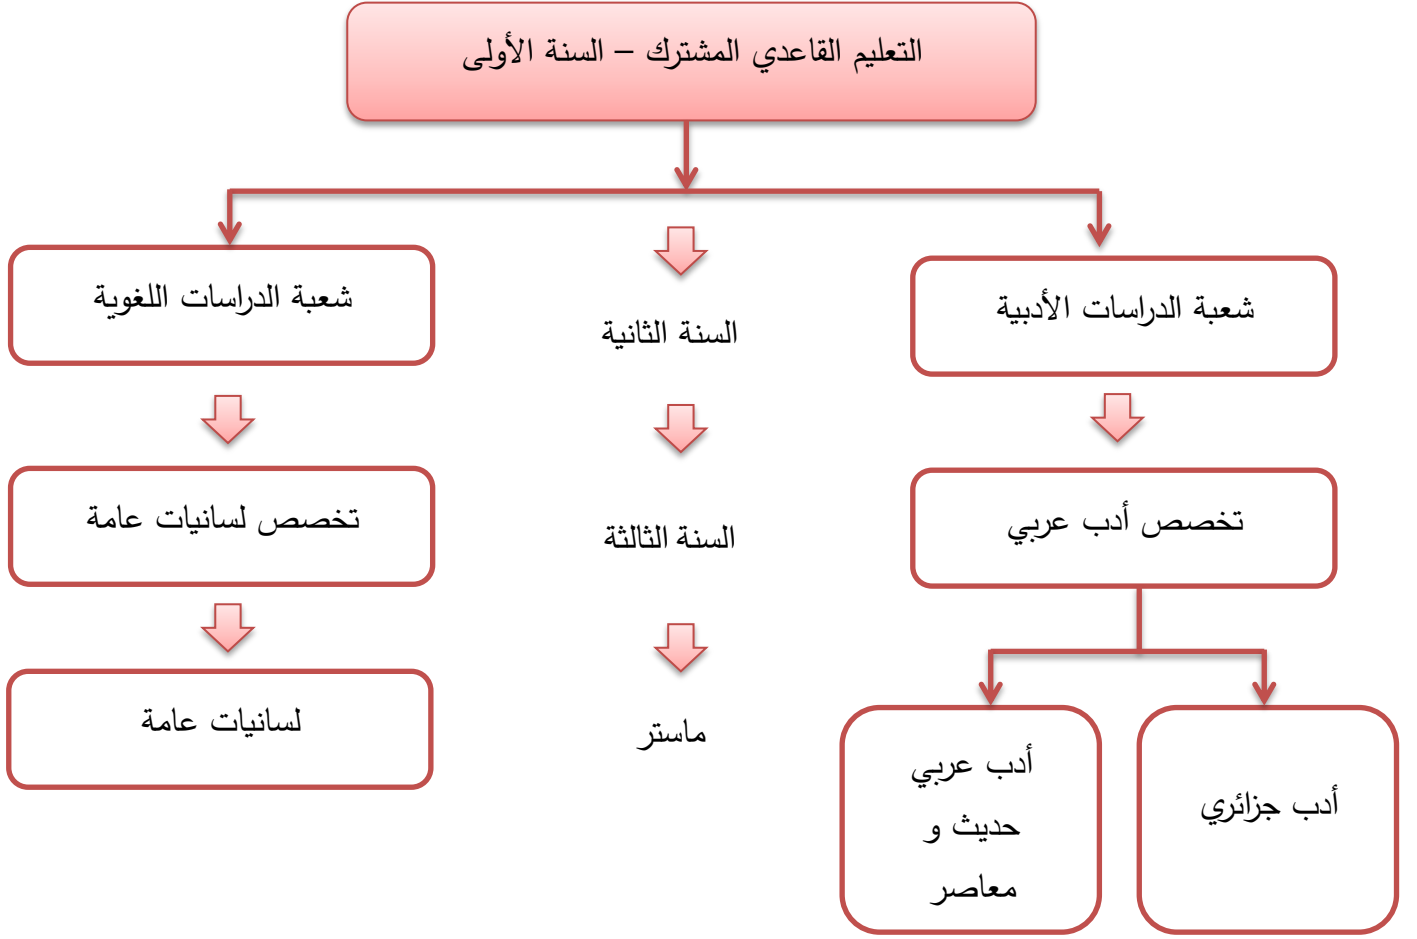 التعليم القاعدي المشترك – السنة الأولى
شعبة الدراسات الأدبية
السنة الثانية
شعبة الدراسات اللغوية
تخصص أدب عربي
السنة الثالثة
تخصص لسانيات عامة
أدب جزائري
أدب عربي
حديث و
معاصر
ماستر
لسانيات عامة